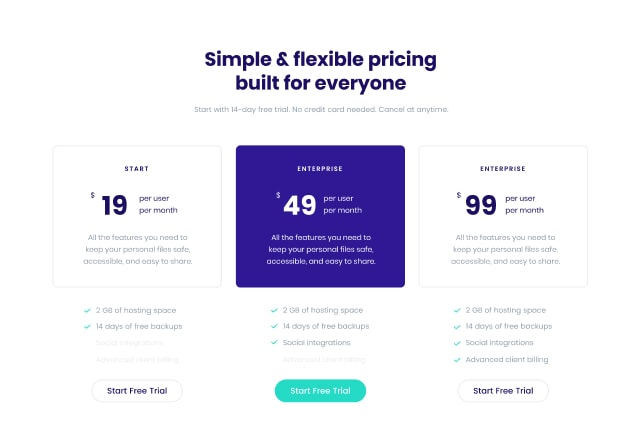 Simple & flexible pricing
built for everyone
Start with 14-day free trial. No credit card needed. Cancel at anytime.
START
$ 19 per user
per month
All the features you need to
keep your personal files safe,
accessible, and easy to share.
2 GB of hosting space
14 days of free backups
Social integrations
Advanced client billing
Start Free Trial
ENTERPRISE
$ 49 per user
per month
All the features you need to
keep your personal files safe,
accessible, and easy to share.
2 GB of hosting space
14 days of free backups
Social integrations
Advanced client billing
Start Free Trial
ENTERPRISE
$ 99 per user
per month
All the features you need to
keep your personal files safe,
accessible, and easy to share.
2 GB of hosting space
14 days of free backups
Social integrations
Advanced client billing
Start Free Trial